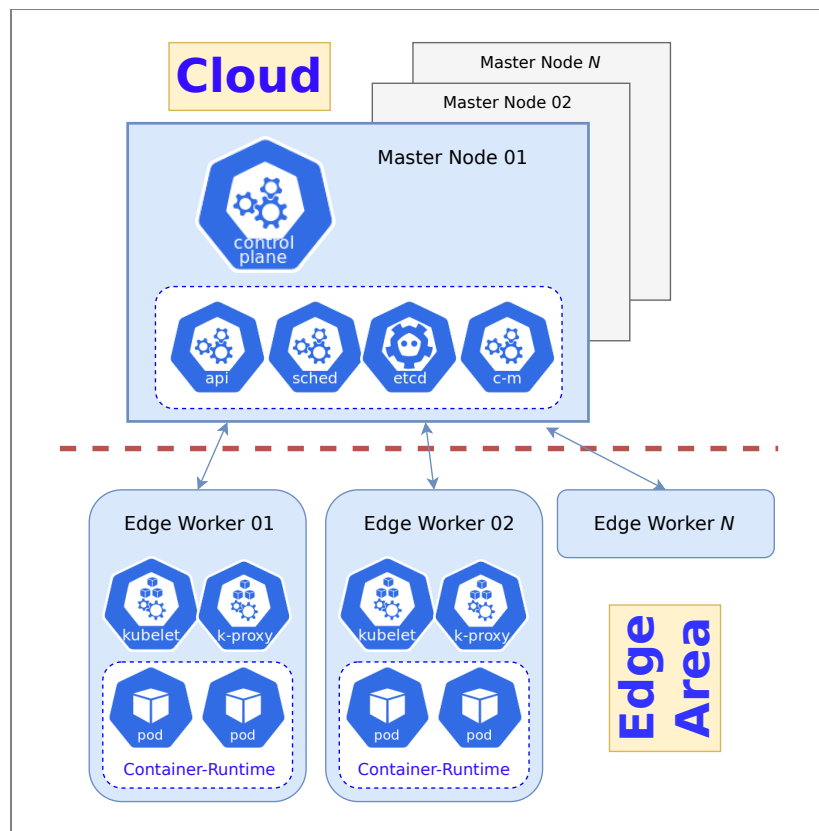 Cloud
Master Node N
Master Node 02
Master Node 01
control
plane
api
sched
etcd
c-m
Edge Worker 01
kubelet
k-proxy
pod
pod
Container-Runtime
Edge Worker 02
kubelet
k-proxy
pod
pod
Container-Runtime
Edge Worker N
Edge
Area